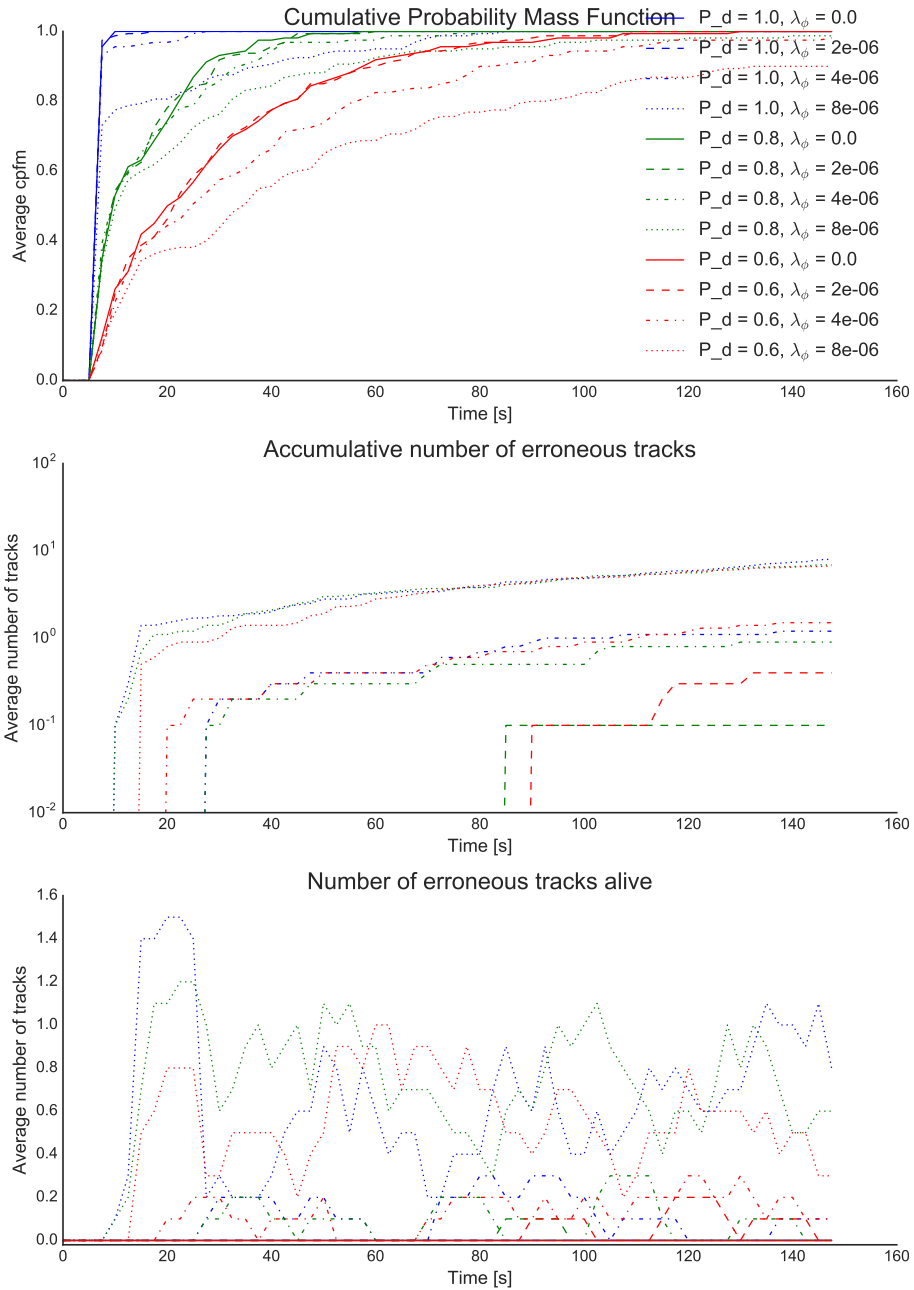 Cumulative Probability Mass Function
P_d = 1.0, λ_ϕ = 0.0
P_d = 1.0, λ_ϕ = 2e-06
P_d = 1.0, λ_ϕ = 4e-06
P_d = 1.0, λ_ϕ = 8e-06
P_d = 0.8, λ_ϕ = 0.0
P_d = 0.8, λ_ϕ = 2e-06
P_d = 0.8, λ_ϕ = 4e-06
P_d = 0.8, λ_ϕ = 8e-06
P_d = 0.6, λ_ϕ = 0.0
P_d = 0.6, λ_ϕ = 2e-06
P_d = 0.6, λ_ϕ = 4e-06
P_d = 0.6, λ_ϕ = 8e-06
Average cpfm
1.0
0.8
0.6
0.4
0.2
0.0
0 20 40 60 80 100 120 140 160
Time [s]
Accumulative number of erroneous tracks
Average number of tracks
10^2
10^1
10^0
10^-1
10^-2
0 20 40 60 80 100 120 140 160
Time [s]
Number of erroneous tracks alive
Average number of tracks
1.6
1.4
1.2
1.0
0.8
0.6
0.4
0.2
0.0
0 20 40 60 80 100 120 140 160
Time [s]